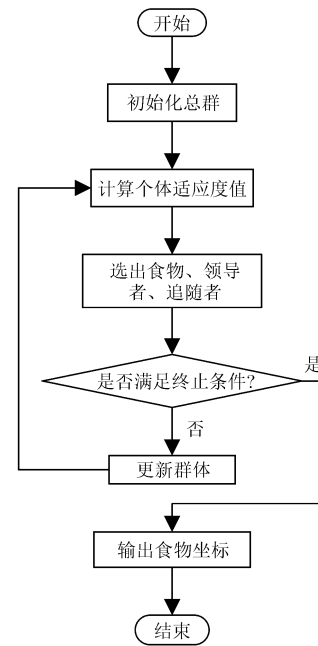 开始
初始化总群
计算个体适应度值
选出食物、领导
者、追随者
是否满足终止条件?
是
否
更新群体
输出食物坐标
结束